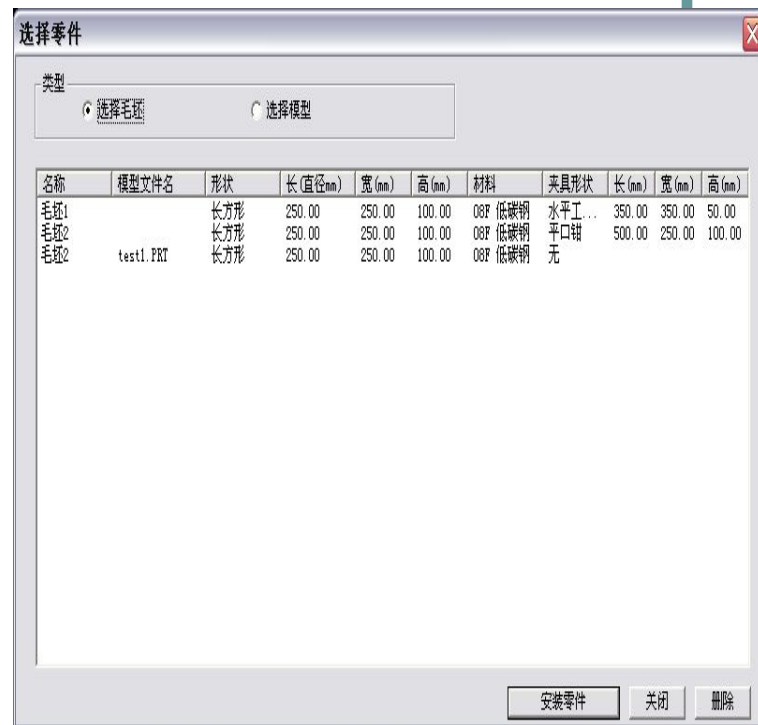 选择零件
类型
选择毛坯 选择模型
名称 模型文件名 形状 长(直径mm) 宽(mm) 高(mm) 材料 夹具形状 长(mm) 宽(mm) 高(mm)
毛坯1 长方形 250.00 250.00 100.00 08F 低碳钢 水平工... 350.00 350.00 50.00
毛坯2 长方形 250.00 250.00 100.00 08F 低碳钢 平口钳 500.00 250.00 100.00
毛坯2 test1.PRT 长方形 250.00 250.00 100.00 08F 低碳钢 无
安装零件 关闭 删除